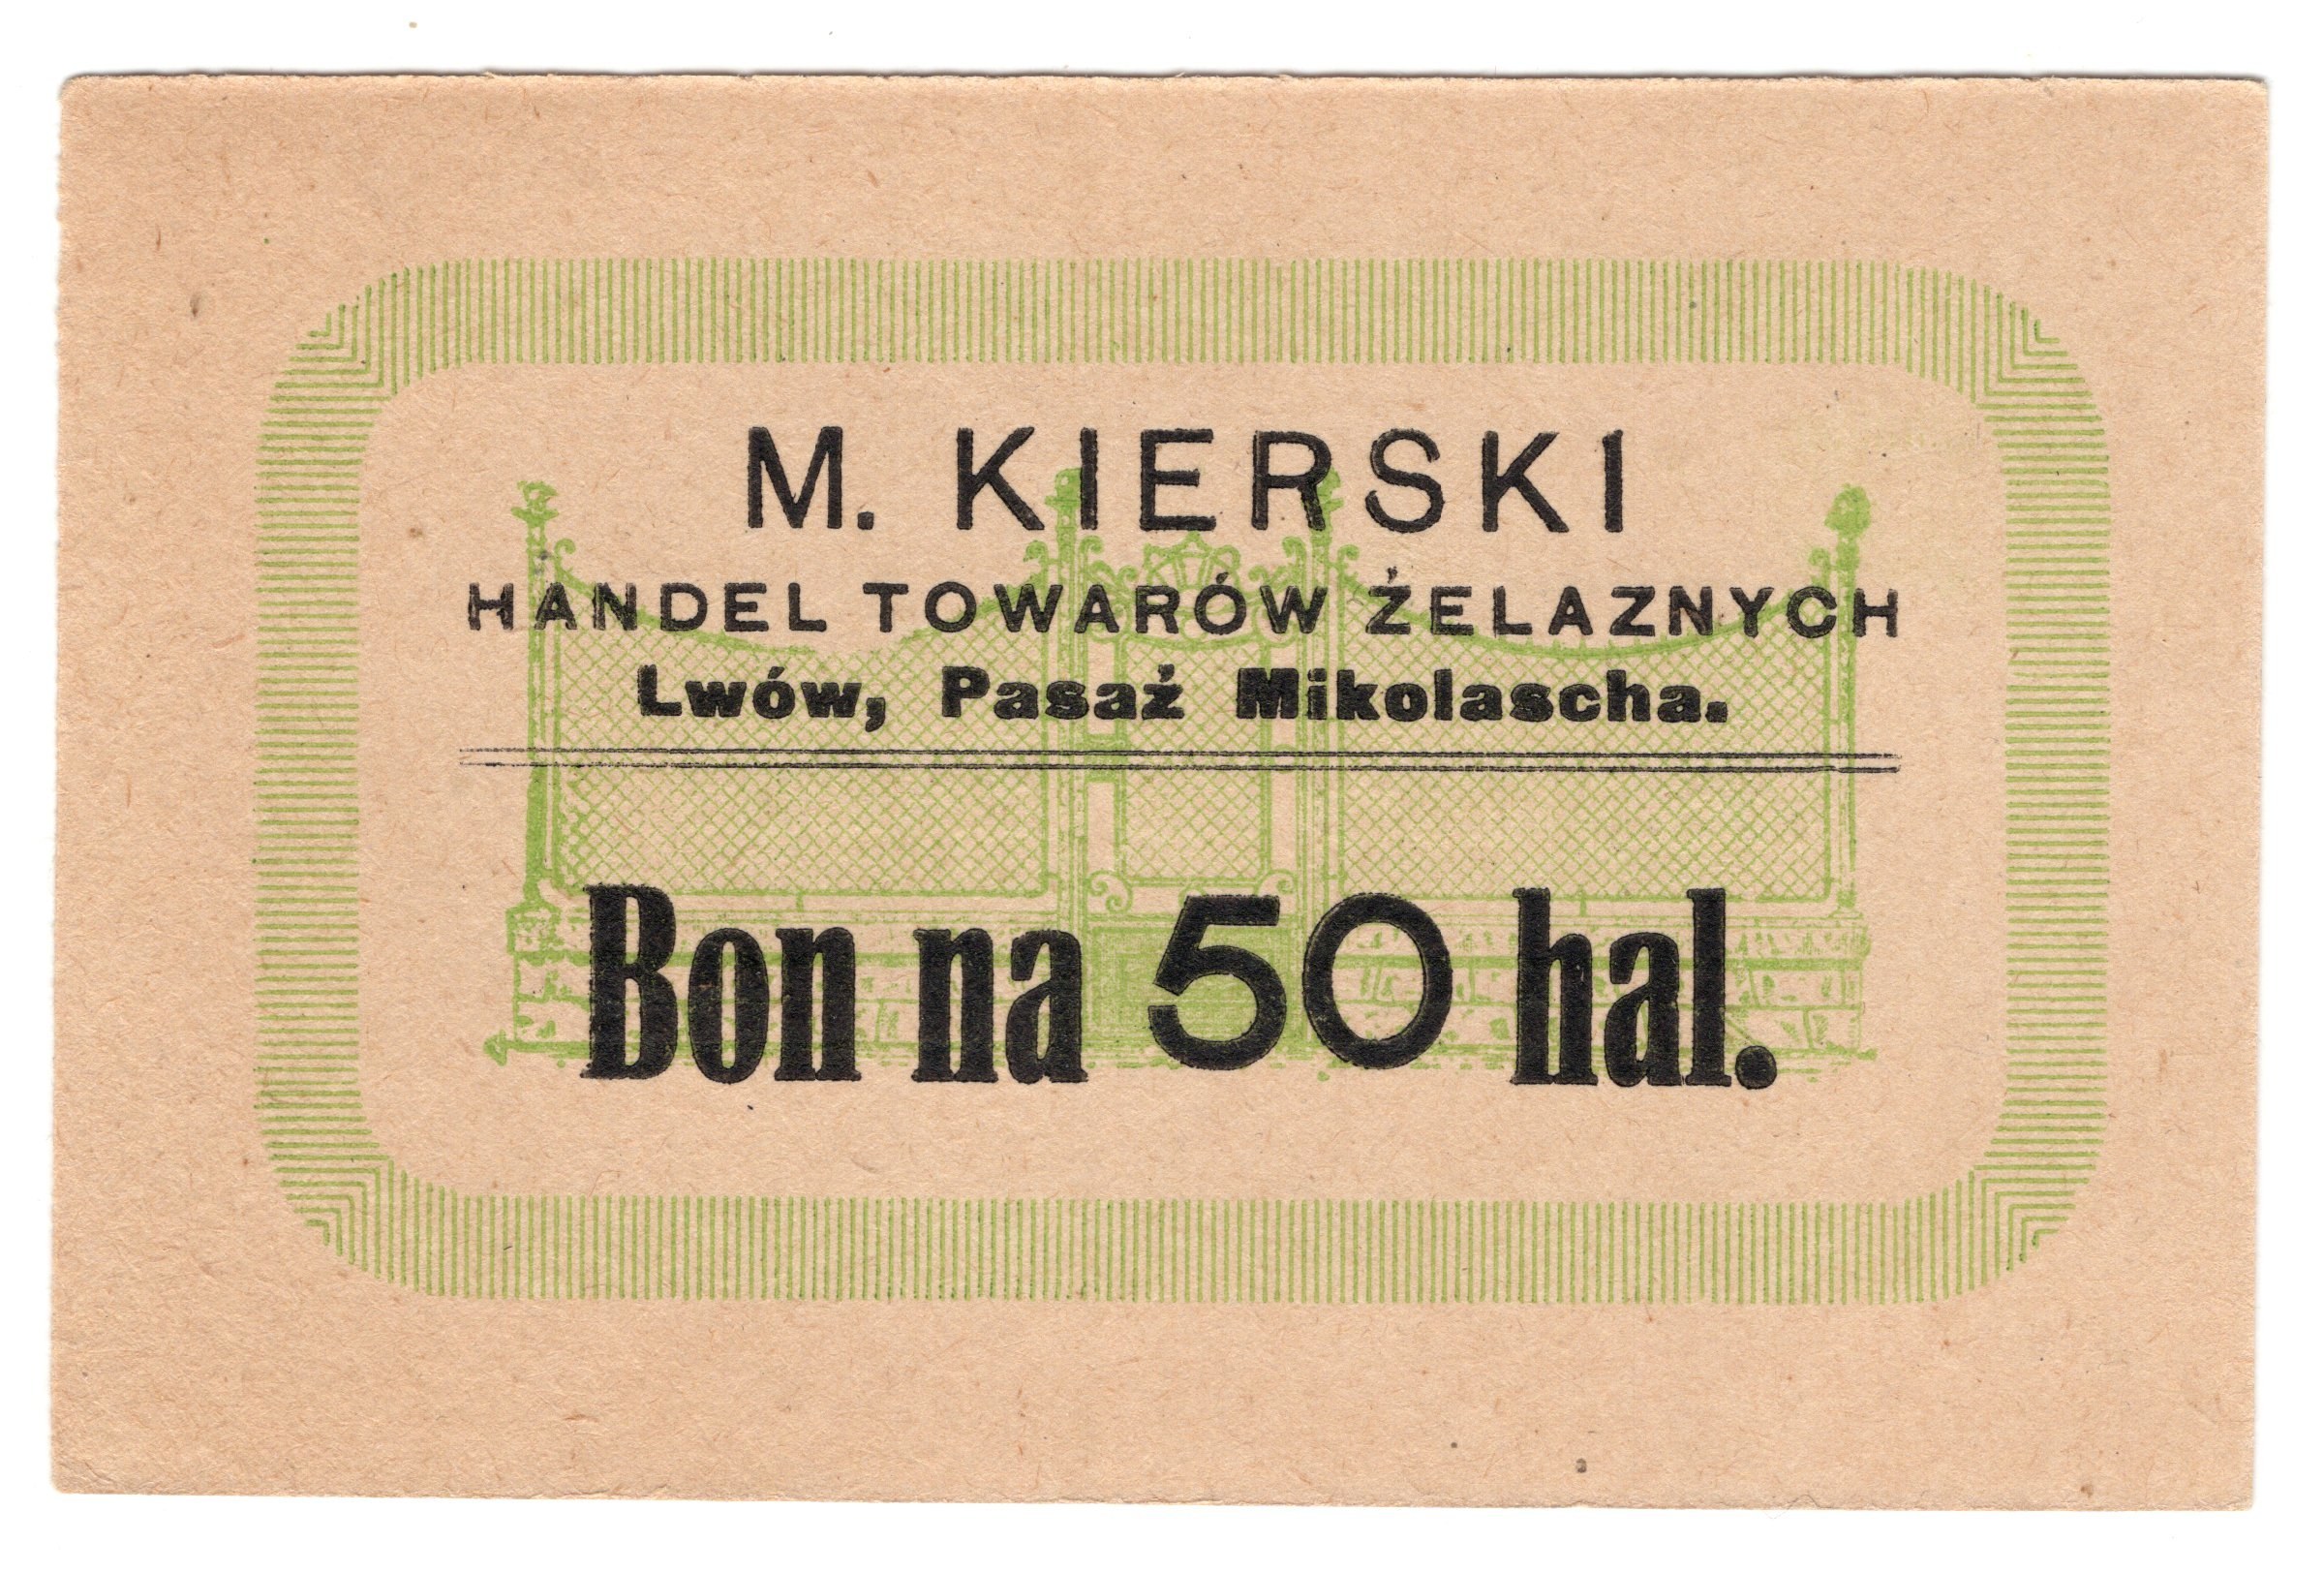 M. KIERSKI
HANDEL TOWARÓW ŻELAZNYCH
Lwów, Pasaż Mikolascha.
Bon na 50 hal.